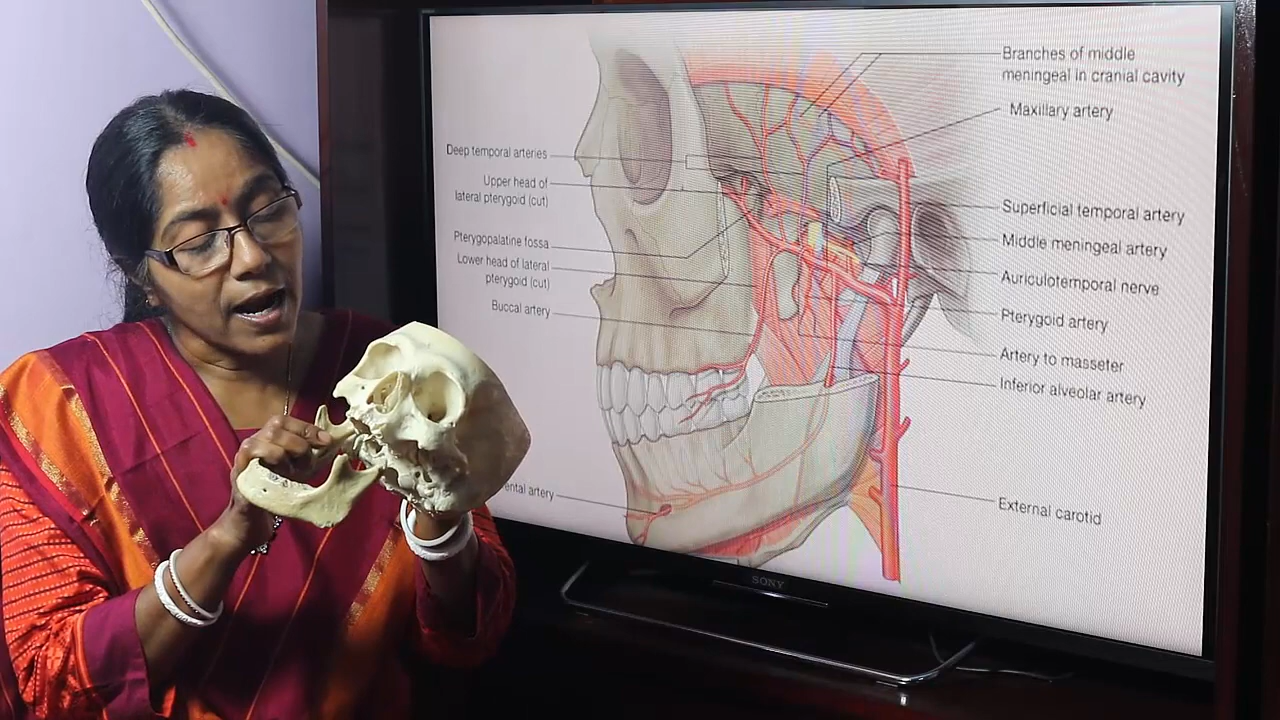 Branches of middle
meningeal in cranial cavity
Maxillary artery
Deep temporal arteries
Upper head of
lateral pterygoid (cut)
Superficial temporal artery
Pterygopalatine fossa
Middle meningeal artery
Lower head of lateral
pterygoid (cut)
Auriculotemporal nerve
Buccal artery
Pterygoid artery
Artery to masseter
Inferior alveolar artery
ental artery
External carotid
SONY